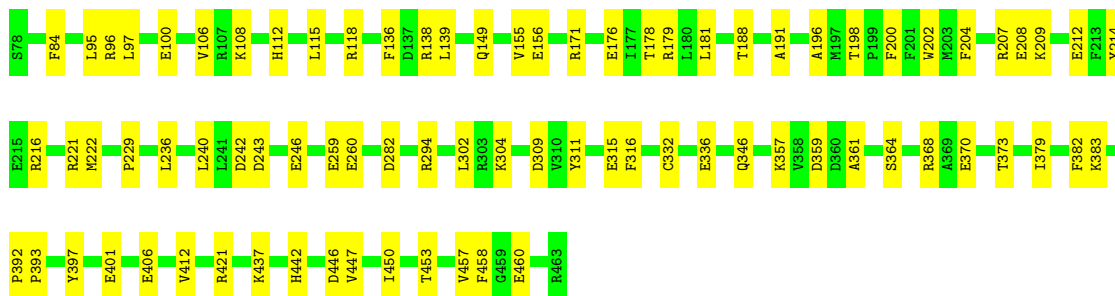 S78 F84 L95 R96 L97 E100 V106 R107 K108 H112 L115 R118 F136 D137 R138 L139 Q149 V155 E156 R171 E176 I177 T178 R179 L180 L181 T188 A191 A196 M197 T198 P199 F200 F201 W202 M203 F204 R207 E208 K209 E212 F213 Y214
E215 R216 R221 M222 P229 L236 L240 L241 D242 D243 E246 E259 E260 D282 R294 L302 R303 K304 D309 V310 Y311 E315 F316 C332 E336 Q346 K357 V358 D359 D360 A361 S364 R368 A369 E370 T373 I379 F382 K383
P392 P393 Y397 E401 E406 V412 R421 K437 H442 D446 V447 I450 T453 V457 F458 G459 E460 R463